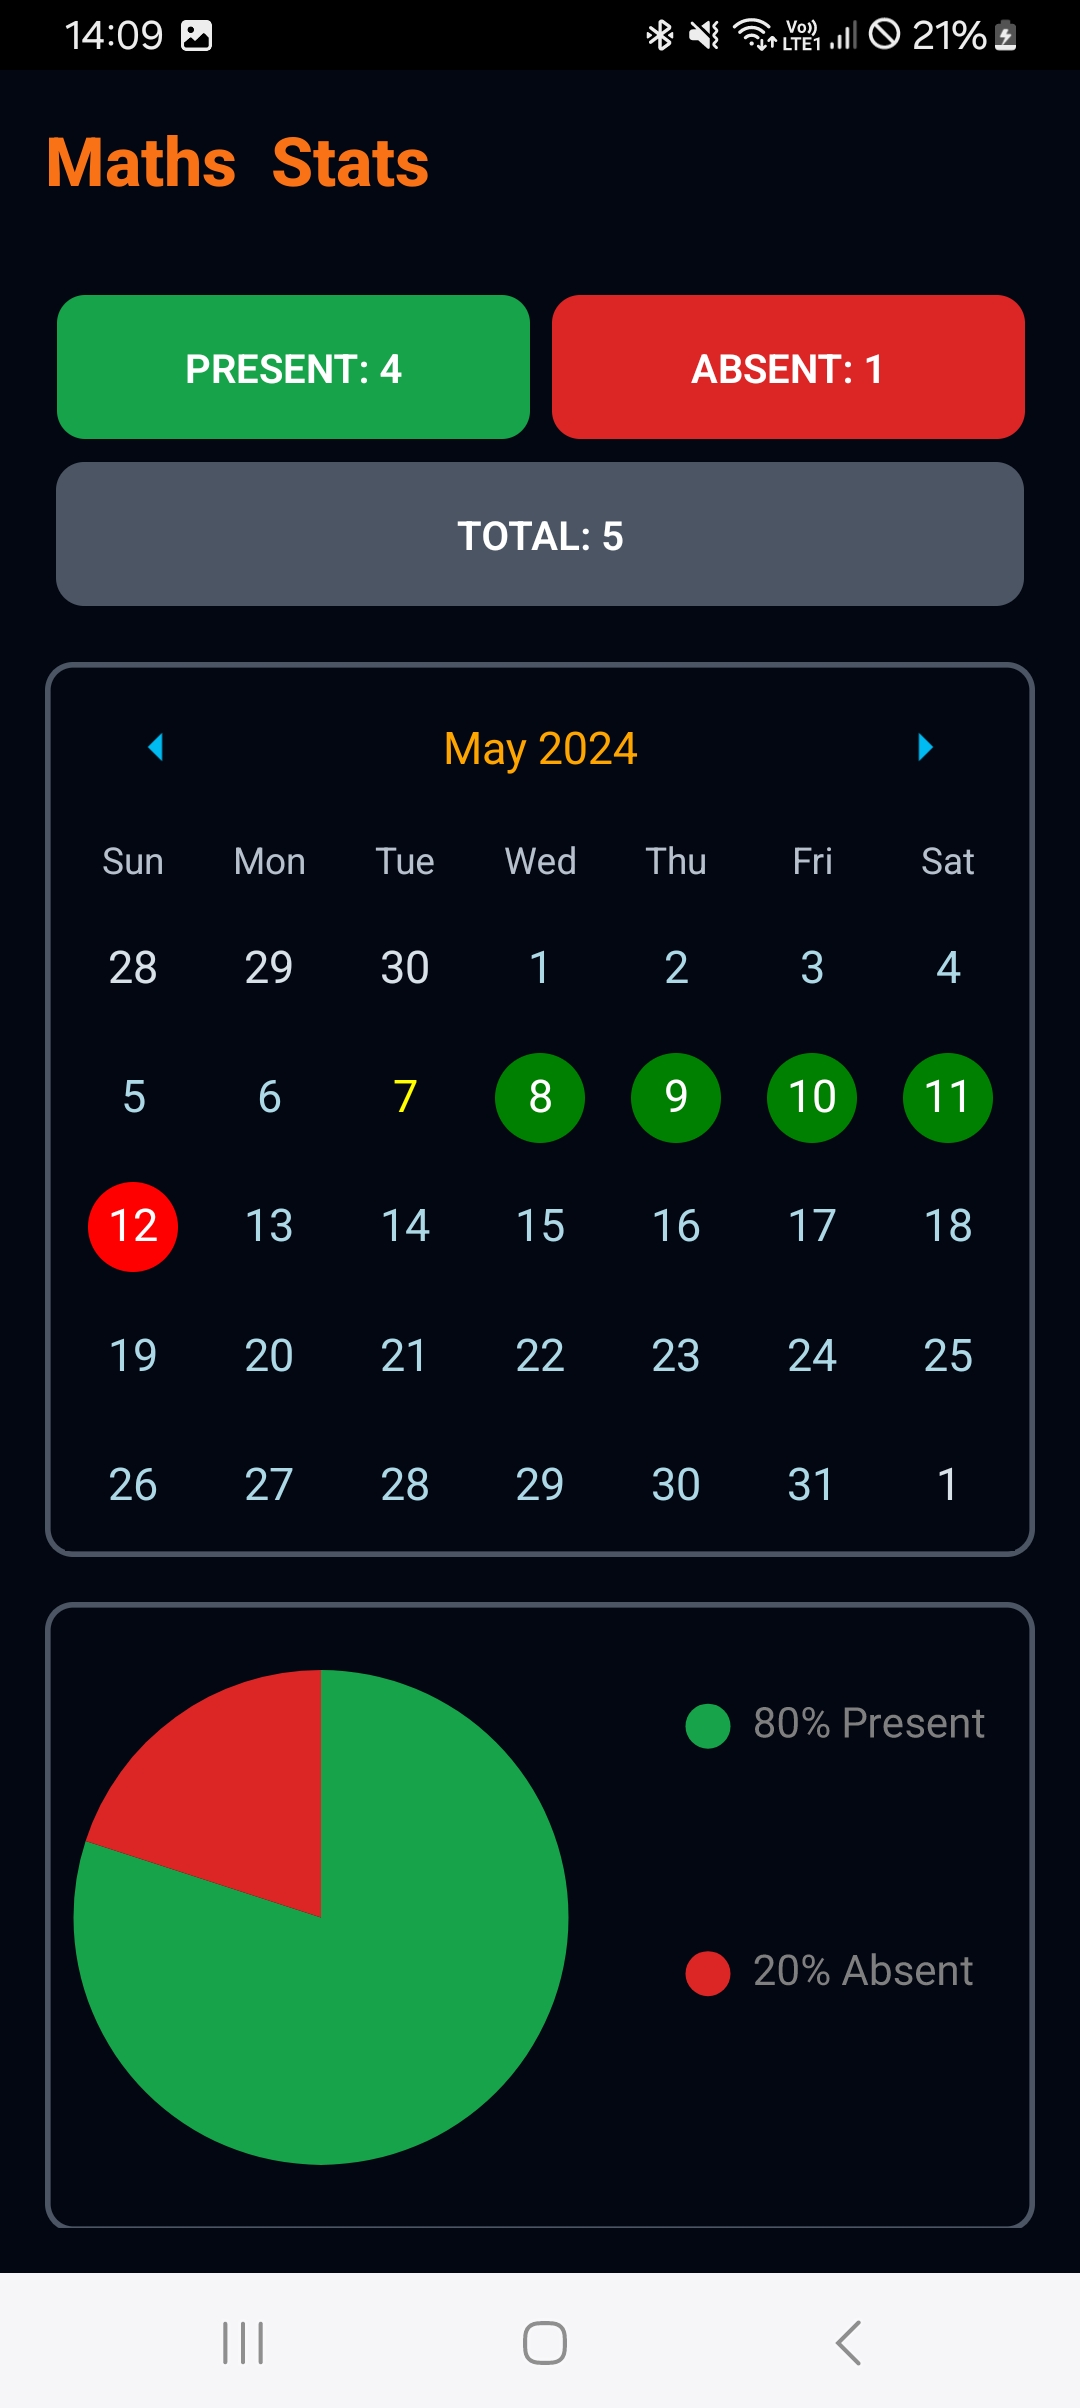 14:09 Vo)) LTE1 21%
Maths Stats
PRESENT: 4 ABSENT: 1
TOTAL: 5
May 2024
Sun Mon Tue Wed Thu Fri Sat
28 29 30 1 2 3 4
5 6 7 8 9 10 11
12 13 14 15 16 17 18
19 20 21 22 23 24 25
26 27 28 29 30 31 1
80% Present
20% Absent